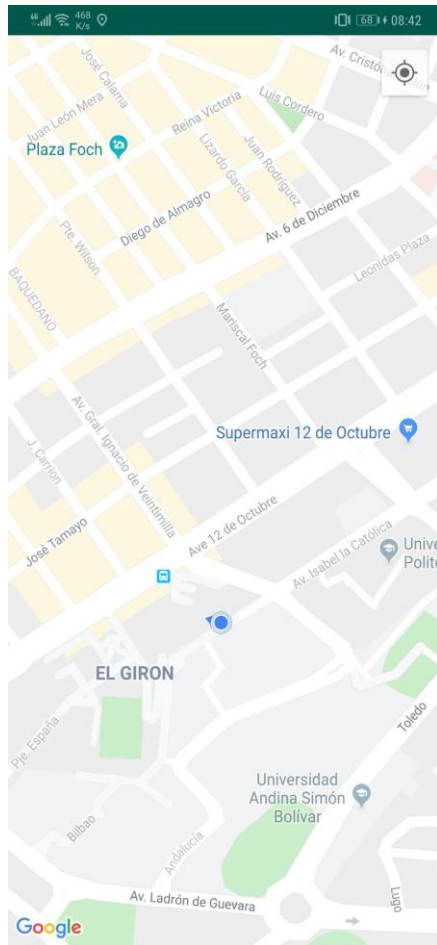 468
K/s
68
08:42
José Calama
Av. Cristób
Juan León Mera
Reina Victoria
Luis Cordero
Plaza Foch
Lizardo García
Juan Rodríguez
Diego de Almagro
Av. 6 de Diciembre
Pte. Wilson
Leonidas Plaza
BAQUEDANO
Mariscal Foch
Av. Gral. Ignacio de Veintimilla
Supermaxi 12 de Octubre
J. Carrion
José Tamayo
Ave 12 de Octubre
Av. Isabel la Católica
Unive
Polité
EL GIRON
Toledo
Pje. España
Universidad
Andina Simón
Bolívar
Bilbao
Andalucía
Av. Ladrón de Guevara
Lugo
Google